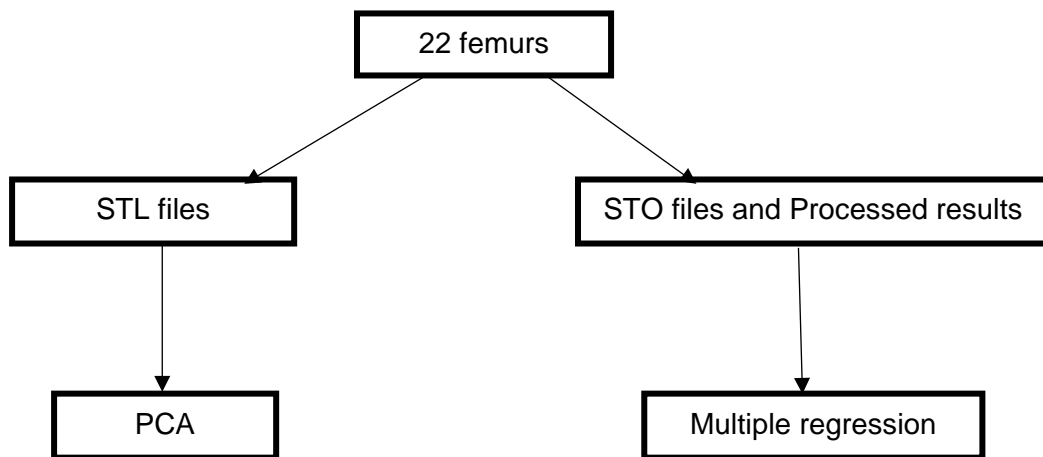 22 femurs
STL files
STO files and Processed results
PCA
Multiple regression